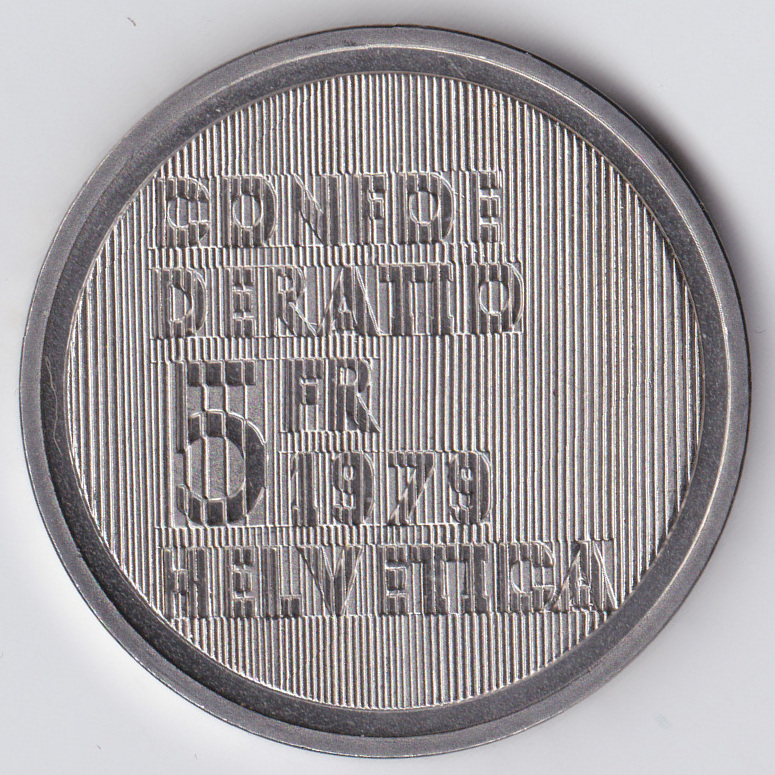 CONFOE
DERATIO
5 FR
1979
HELVETICA